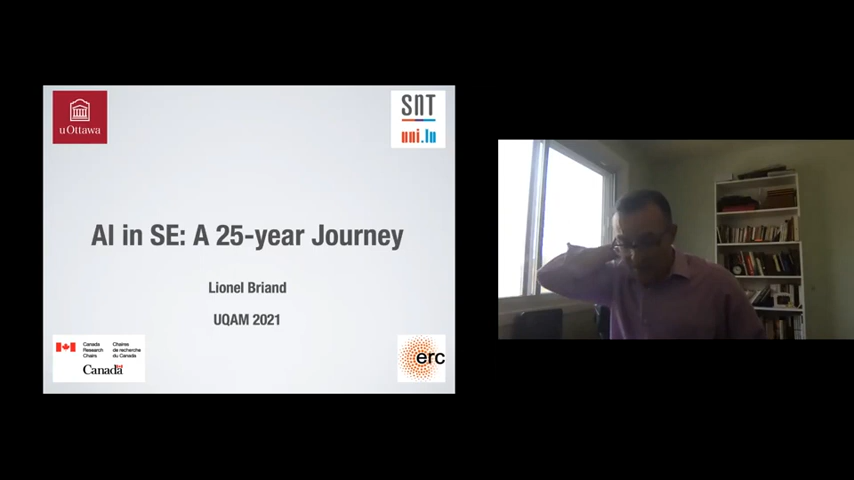 uOttawa
SnT
uni.lu
AI in SE: A 25-year Journey
Lionel Briand
UQAM 2021
Canada Research Chairs
Chaires de recherche du Canada
Canada
erc